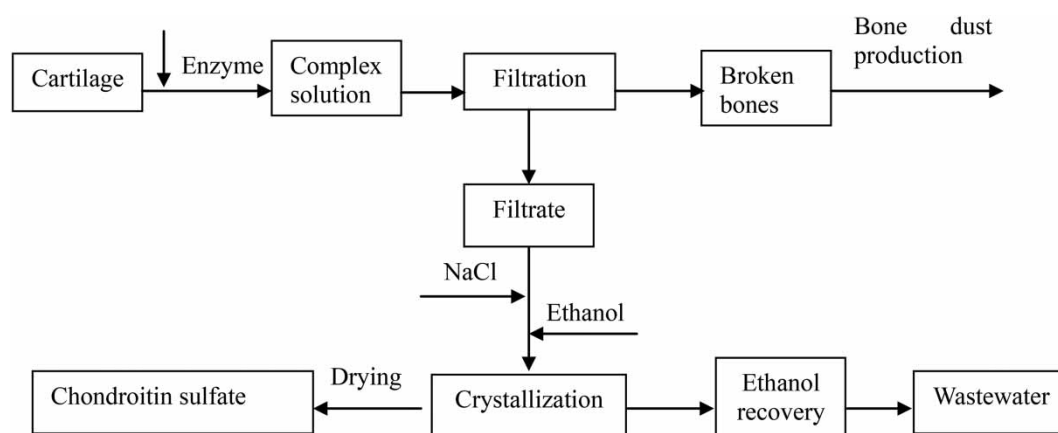 Bone dust
production
Cartilage
Enzyme
Complex
solution
Filtration
Broken
bones
Filtrate
NaCl
Ethanol
Chondroitin sulfate
Drying
Crystallization
Ethanol
recovery
Wastewater